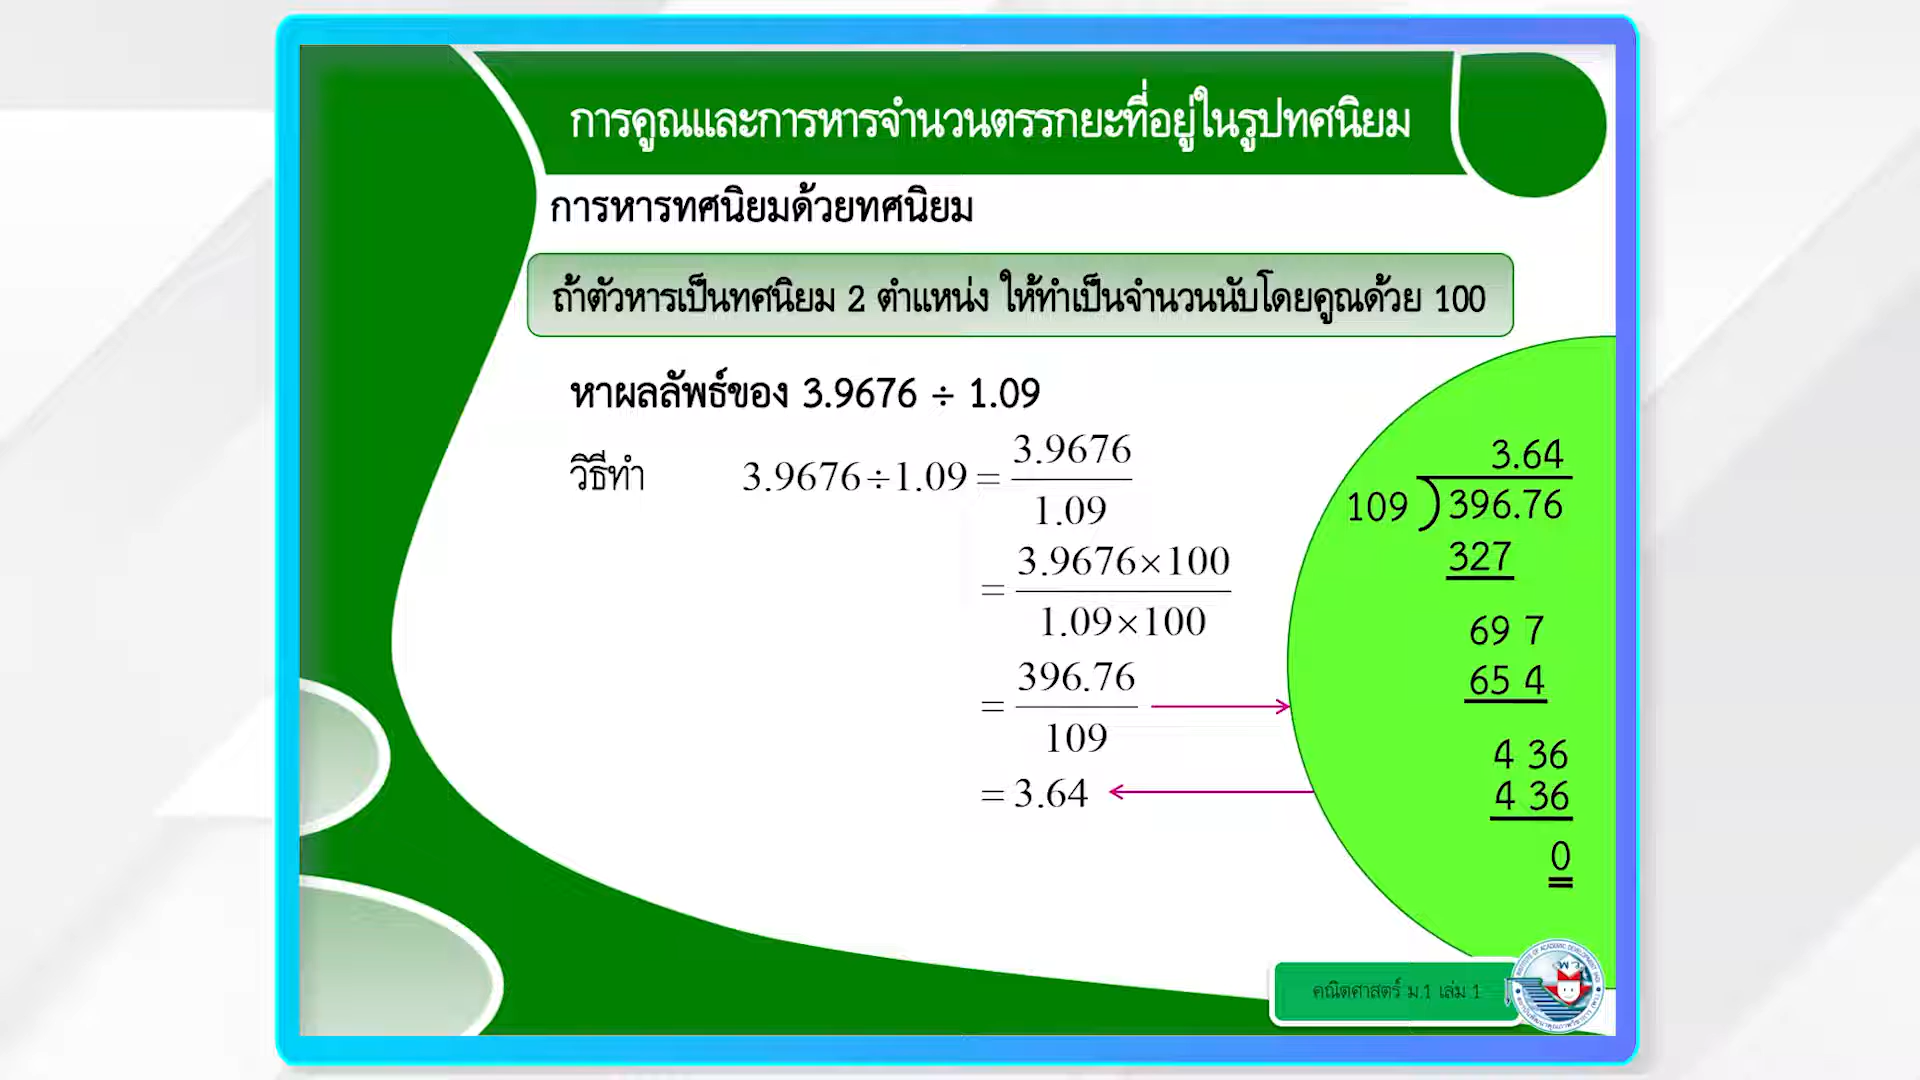 การคูณและการหารจำนวนตรรกยะที่อยู่ในรูปทศนิยม
การหารทศนิยมด้วยทศนิยม
ถ้าตัวหารเป็นทศนิยม 2 ตำแหน่ง ให้ทำเป็นจำนวนนับโดยคูณด้วย 100
หาผลลัพธ์ของ 3.9676 ÷ 1.09
วิธีทำ 3.9676÷1.09 = 3.9676
1.09
= 3.9676×100
1.09×100
= 396.76
109
= 3.64
3.64
109 )396.76
327
69 7
65 4
4 36
4 36
0
คณิตศาสตร์ ม.1 เล่ม 1
พว